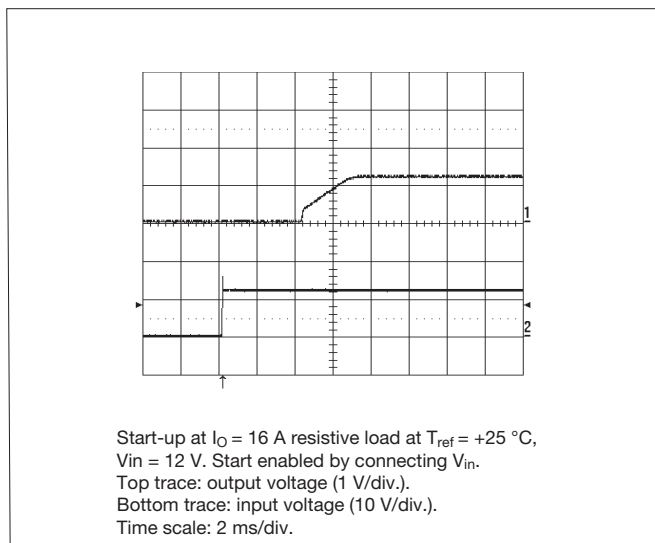 1
2
Start-up at IO = 16 A resistive load at Tref = +25 °C,
Vin = 12 V. Start enabled by connecting Vin.
Top trace: output voltage (1 V/div.).
Bottom trace: input voltage (10 V/div.).
Time scale: 2 ms/div.